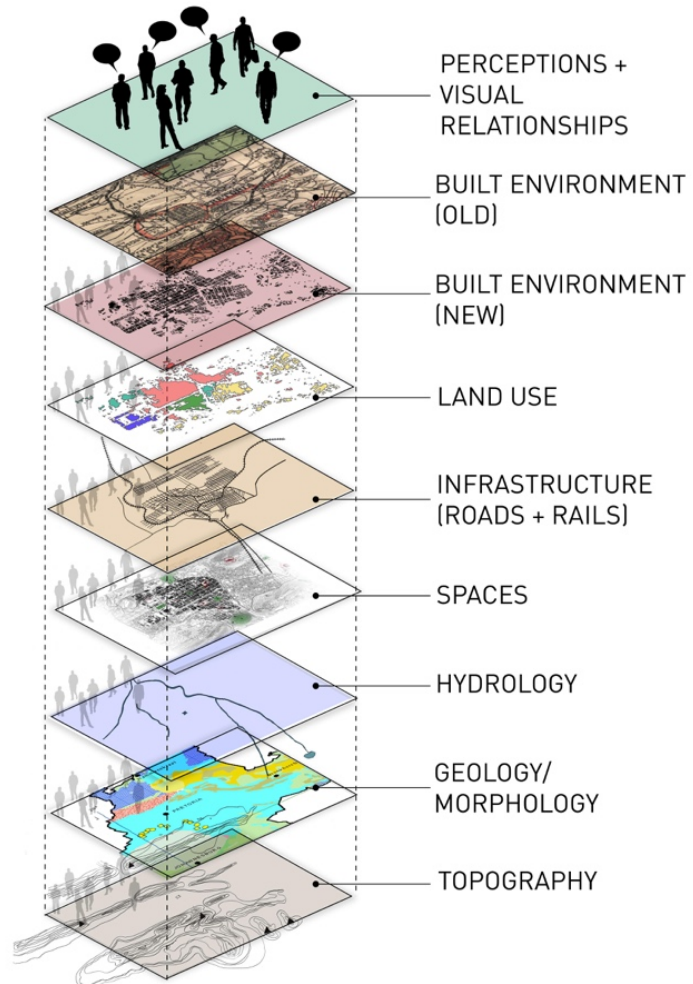 PERCEPTIONS +
VISUAL
RELATIONSHIPS
BUILT ENVIRONMENT
(OLD)
BUILT ENVIRONMENT
(NEW)
LAND USE
INFRASTRUCTURE
(ROADS + RAILS)
SPACES
HYDROLOGY
GEOLOGY/
MORPHOLOGY
PRETORIA
TOPOGRAPHY